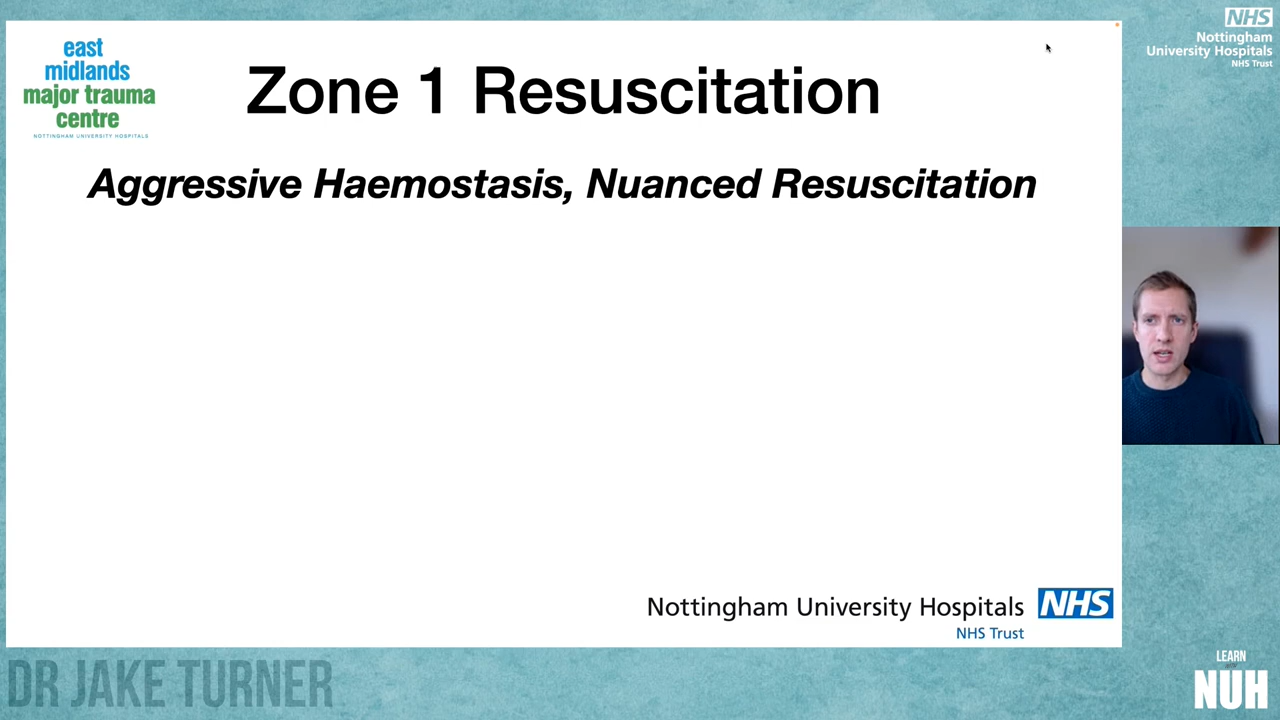 east
midlands
major trauma
centre
NOTTINGHAM UNIVERSITY HOSPITALS
Zone 1 Resuscitation
Aggressive Haemostasis, Nuanced Resuscitation
Nottingham University Hospitals NHS
NHS Trust
NHS
Nottingham
University Hospitals
NHS Trust
DR JAKE TURNER
LEARN
NUH